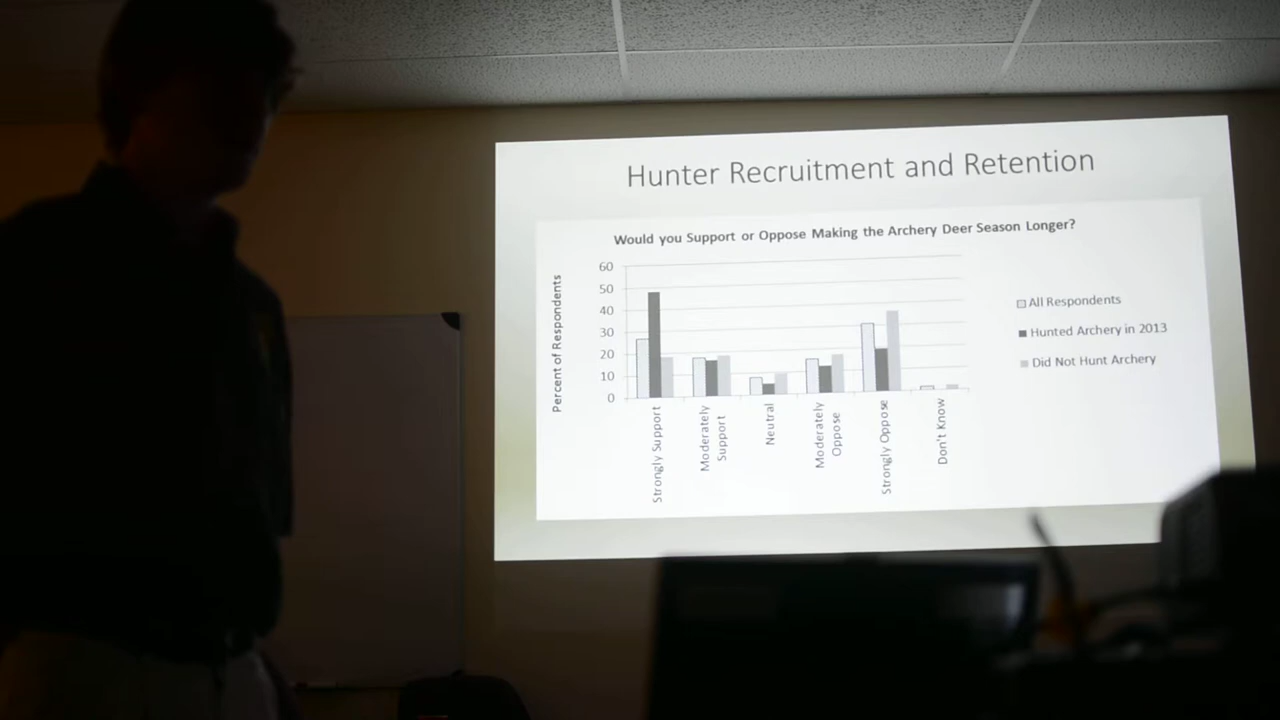 Hunter Recruitment and Retention
Would you Support or Oppose Making the Archery Deer Season Longer?
Percent of Respondents
60
50
40
30
20
10
0
Strongly Support
Moderately
Support
Neutral
Moderately
Oppose
Strongly Oppose
Don't Know
All Respondents
Hunted Archery in 2013
Did Not Hunt Archery